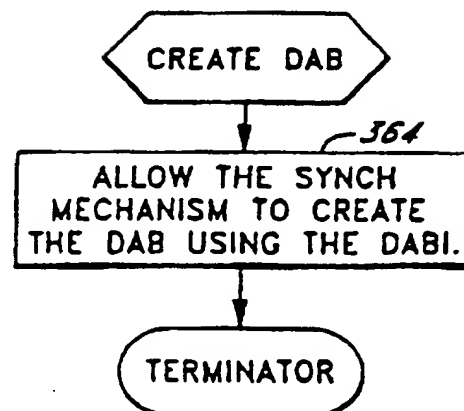 CREATE DAB
364
ALLOW THE SYNCH
MECHANISM TO CREATE
THE DAB USING THE DABI.
TERMINATOR